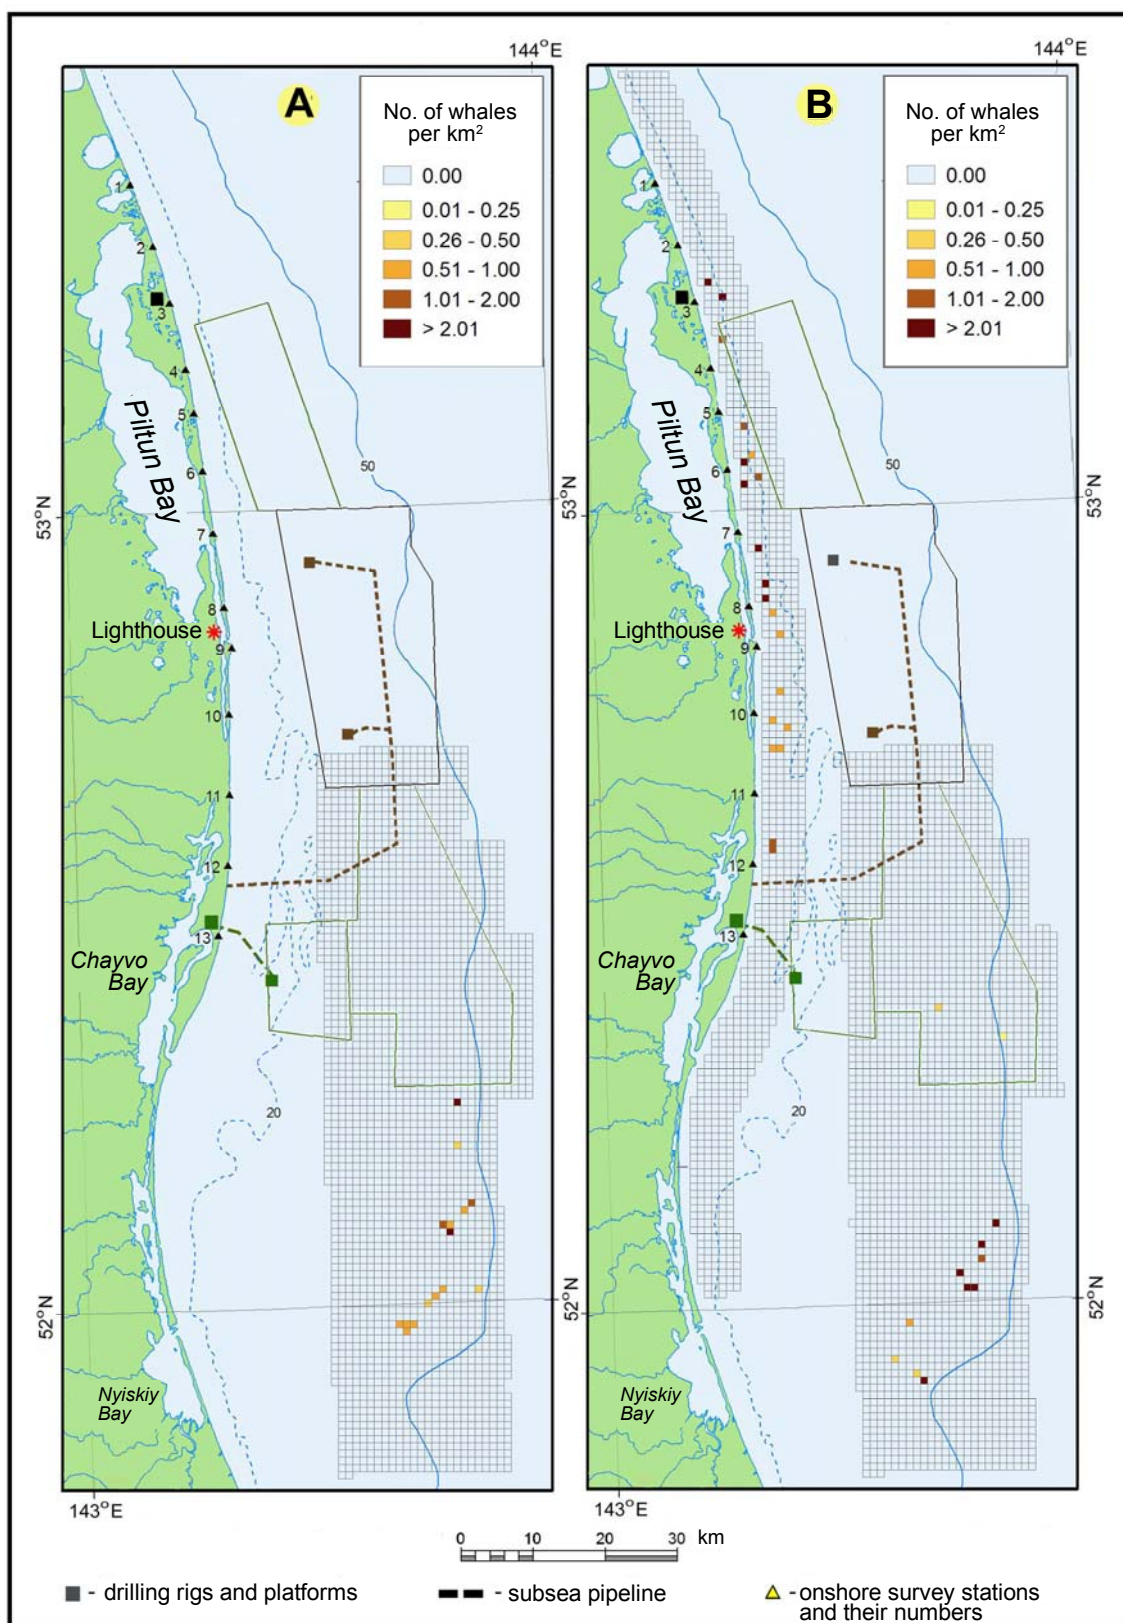 144°E
A
No. of whales
per km²
0.00
0.01 - 0.25
0.26 - 0.50
0.51 - 1.00
1.01 - 2.00
> 2.01
1
2
3
4
5
6
7
8
9
10
11
12
13
Piltun Bay
50
53°N
53°N
Lighthouse
Chayvo
Bay
20
52°N
52°N
Nyiskiy
Bay
143°E
144°E
B
No. of whales
per km²
0.00
0.01 - 0.25
0.26 - 0.50
0.51 - 1.00
1.01 - 2.00
> 2.01
1
2
3
4
5
6
7
8
9
10
11
12
13
Piltun Bay
50
53°N
Lighthouse
Chayvo
Bay
20
52°N
Nyiskiy
Bay
143°E
0 10 20 30 km
- drilling rigs and platforms
- subsea pipeline
- onshore survey stations
and their numbers